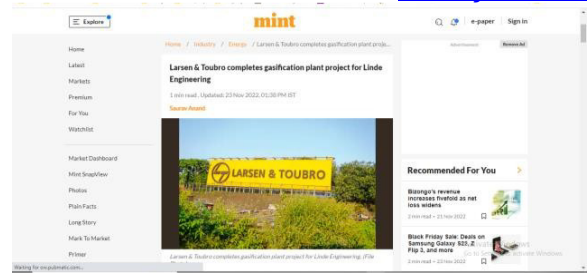 Explore
mint
e-paper
Sign in
Home
Latest
Markets
Premium
For You
Watchlist
Market Dashboard
Mint SnapView
Photos
Plain Facts
Long Story
Mark To Market
Primer
Home / Industry / Energy / Larsen & Toubro completes gasification plant proje...
Larsen & Toubro completes gasification plant project for Linde
Engineering
1 min read . Updated: 23 Nov 2022, 01:38 PM IST
Saurav Anand
LARSEN & TOUBRO
Larsen & Toubro completes gasification plant project for Linde Engineering. (File
Advertisement
Remove Ad
Recommended For You
Bizongo's revenue
increases fivefold as net
loss widens
2 min read • 23 Nov 2022
Black Friday Sale: Deals on
Samsung Galaxy S22, Z
Flip 3, and more
2 min read • 23 Nov 2022